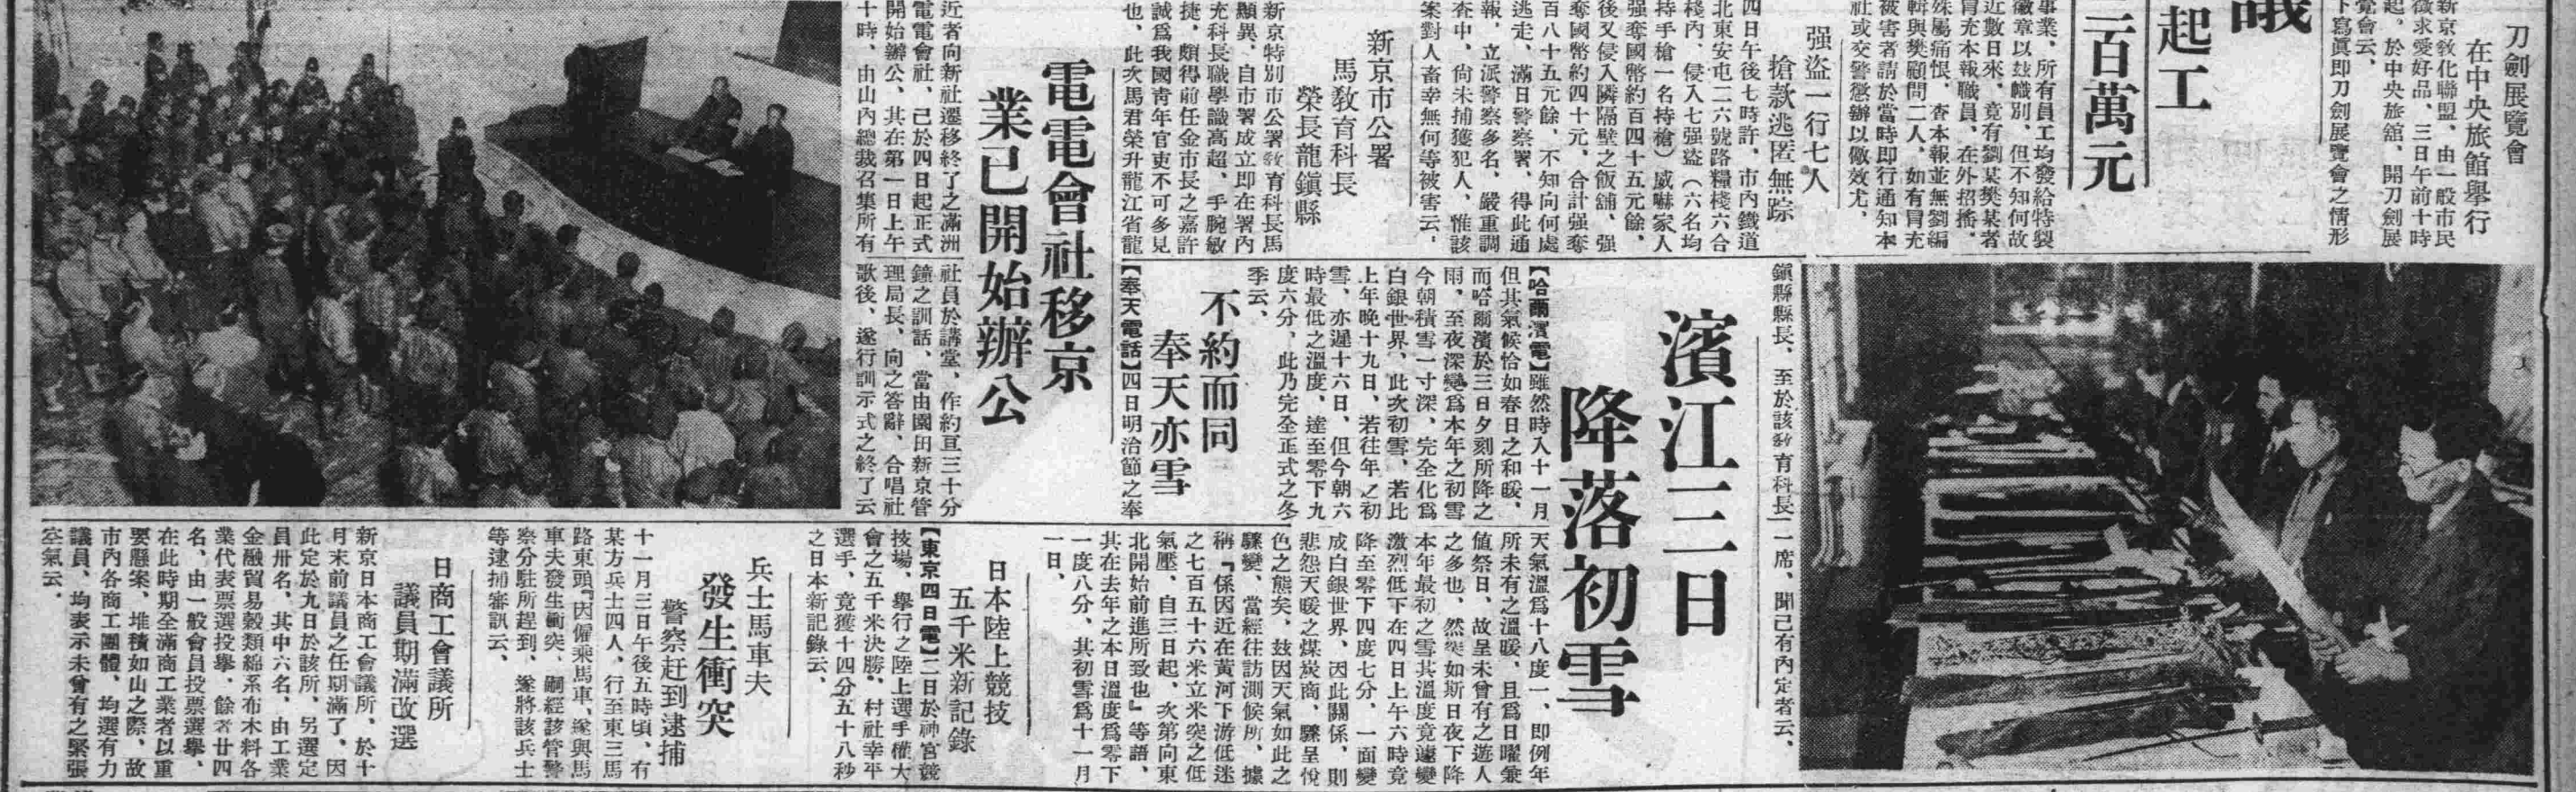 刀劍展覽會
在中央旅館舉行
新京敎化聯盟、由一般市民
徵求愛好品、三日午前十時
起。於中央旅舘、開刀劍展
覽會云、
下寫眞即刀劍展覽會之情形
議
起工
三百萬元
事業、所有員工均發給特製
徽章以玆幟別、但不知何故
近數日來、竟有劉某樊某者
冒充本報職員、在外招搖、
殊屬痛恨、査本報並無劉編
輯與樊顧問二人、如有冒充
被害者請於當時即行通知本
社或交警懲辦以儆效尤、
强盜一行七人
搶款逃匿無踪
四日午後七時許、市內鐵道
北東安屯二二六號路糧棧六合
棧內、侵入七强盜（六名均
持手槍一名持槍）威嚇家人
强奪國幣約百四十五元餘、
後又侵入隣隔壁之飯舖、强
奪國幣約四十元、合計强奪
百八十五元餘、不知向何處
逃走、滿日警察署、得此通
報、立派警察多名、嚴重調
査中、尙未捕獲犯人、惟該
案對人畜幸無何等被害云、
新京市公署
馬敎育科長
榮長龍鎭縣
新京特別市公署敎育科長馬
顯異、自市署成立即在署內
充科長職學識高超、手腕敏
捷、頗得前任金市長之嘉許
誠爲我國靑年官吏不可多見
也、此次馬君榮升龍江省龍
鎭縣縣長、至於該敎育科長一席、聞已有內定者云、
濱江三日
降落初雪
【哈爾濱電】雖然時入十一月
但其氣候恰如春日之和暖、
而哈爾濱於三日夕刻所降之
雨、至夜深變爲本年之初雪
今朝積雪一寸深、完全化爲
白銀世界、此次初雪、若比
上年晚十九日、若往年之初
雪、亦遲十六日、但今朝六
時最低之溫度、達至零下九
度六分、此乃完全正式之冬
季云、
不約而同
奉天亦雪
【奉天電話】四日明治節之奉
天氣溫爲十八度一、即例年
所未有之溫暖、且爲日曜兼
値祭日、故呈未曾有之遊人
之多也、然突如斯日夜下降
本年最初之雪其溫度竟遽變
激烈低下在四日上午六時竟
降至零下四度七分、一面變
成白銀世界、因此關係、則
悲怨天暖之煤炭商、驟呈悅
色之態矣、玆因天氣如此之
驟變、當經往訪測候所、據
稱『係因近在黃河下游低迷
之七百五十六米立米突之低
氣壓、自三日起、次第向東
北開始前進所致也』等語、
其在去年之本日溫度爲零下
一度八分、其初雪爲十一月
一日、
電電會社移京
業已開始辦公
近者向新社遷移終了之滿洲
電電會社、已於四日起正式
開始辦公、其在第一日上午
十時、由山內總裁召集所有
社員於講堂、作約亘三十分
鐘之訓話、當由園田新京管
理局長、向之答辭、合唱社
歌後、遂行訓示式之終了云
日本陸上競技
五千米新記錄
【東京四日電】二日於神宮競
技塲、舉行之陸上選手權大
會之五千米決勝、村社幸平
選手、竟獲十四分五十八秒
之日本新記錄云、
兵士馬車夫
發生衝突
警察赶到逮捕
十一月三日午後五時頃、有
某方兵士四人、行至東三馬
路東頭『因僱乘馬車、遂與馬
車夫發生衝突、嗣經該管警
察分駐所趕到、遂將該兵士
等逮捕審訊云、
日商工會議所
議員期滿改選
新京日本商工會議所、於十
月末前議員之任期滿了、因
此定於九日於該所、另選定
員卅名、其中六名、由工業
金融貿易穀類綿系布木料各
業代表票選投舉、餘者廿四
名、由一般會員投票選舉、
在此時期全滿商工業者以重
要懸案、堆積如山之際、故
市內各商工團體、均選有力
議員、均表示未曾有之緊張
空氣云、